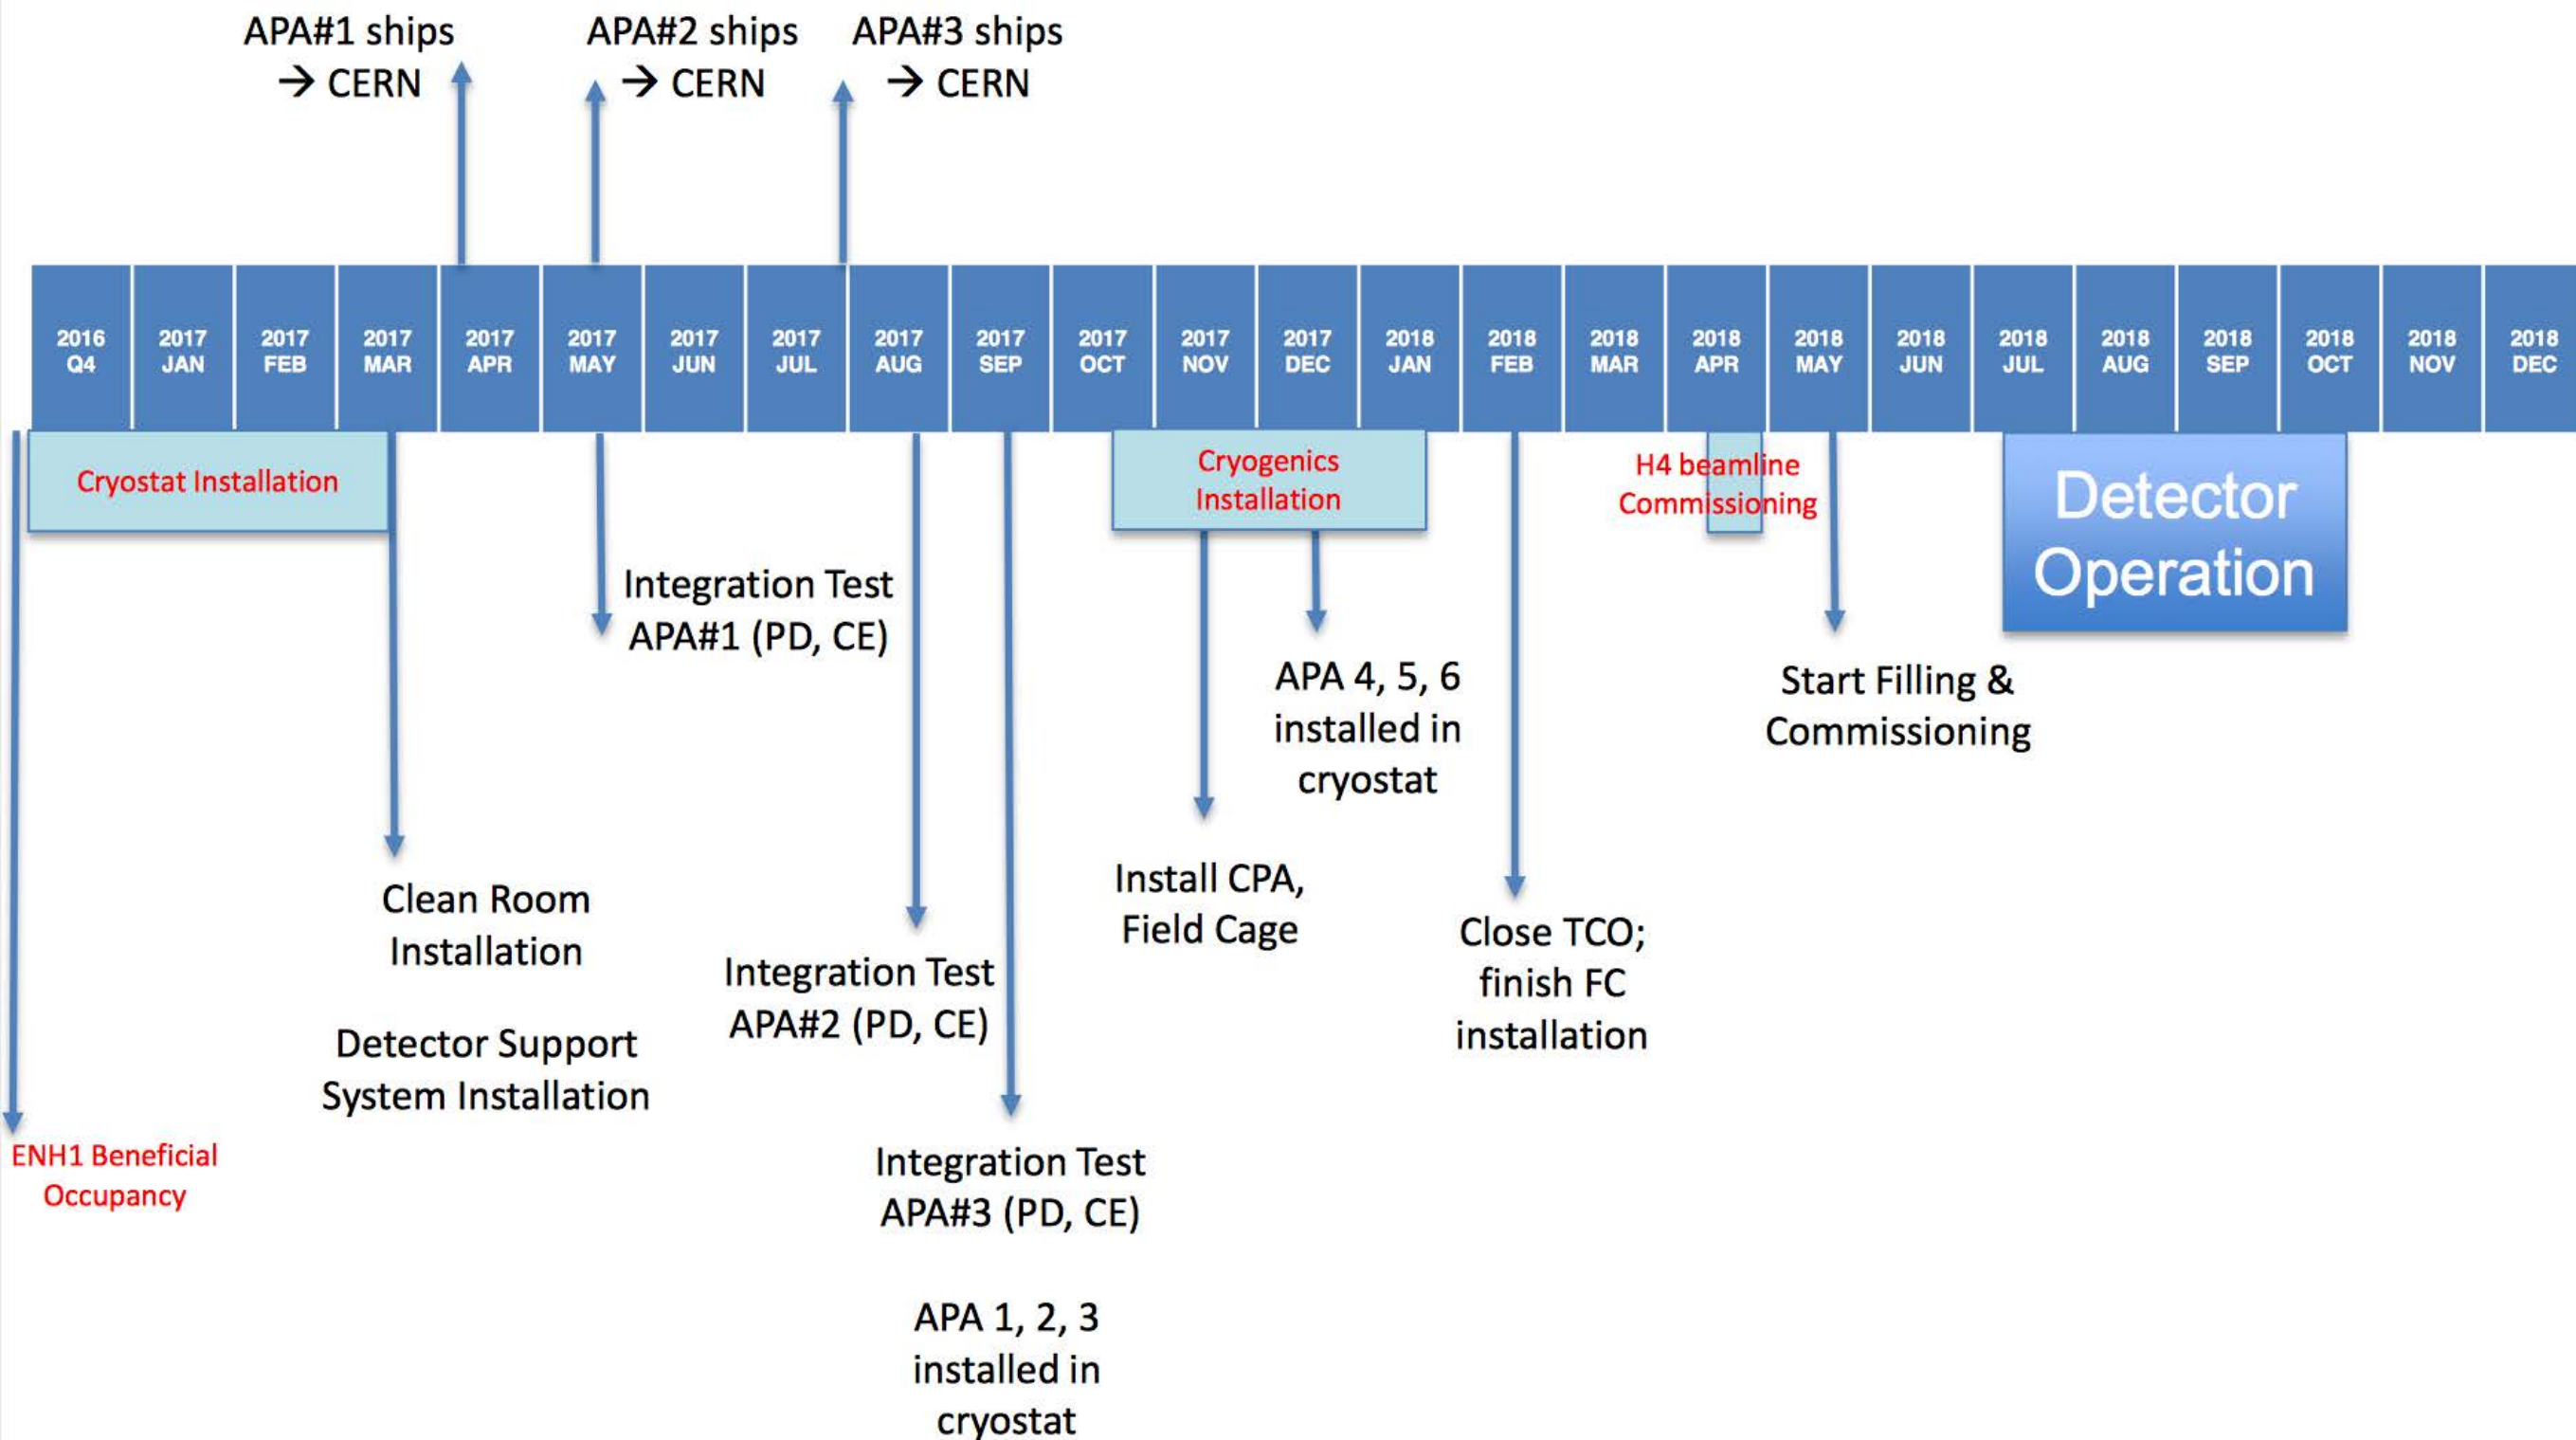 APA#1 ships
→ CERN
APA#2 ships
→ CERN
APA#3 ships
→ CERN
2016
Q4
2017
JAN
2017
FEB
2017
MAR
2017
APR
2017
MAY
2017
JUN
2017
JUL
2017
AUG
2017
SEP
2017
OCT
2017
NOV
2017
DEC
2018
JAN
2018
FEB
2018
MAR
2018
APR
2018
MAY
2018
JUN
2018
JUL
2018
AUG
2018
SEP
2018
OCT
2018
NOV
2018
DEC
Cryostat Installation
Cryogenics
Installation
H4 beamline
Commissioning
Detector
Operation
Integration Test
APA#1 (PD, CE)
APA 4, 5, 6
installed in
cryostat
Start Filling &
Commissioning
Clean Room
Installation
Detector Support
System Installation
Install CPA,
Field Cage
Close TCO;
finish FC
installation
Integration Test
APA#2 (PD, CE)
ENH1 Beneficial
Occupancy
Integration Test
APA#3 (PD, CE)
APA 1, 2, 3
installed in
cryostat